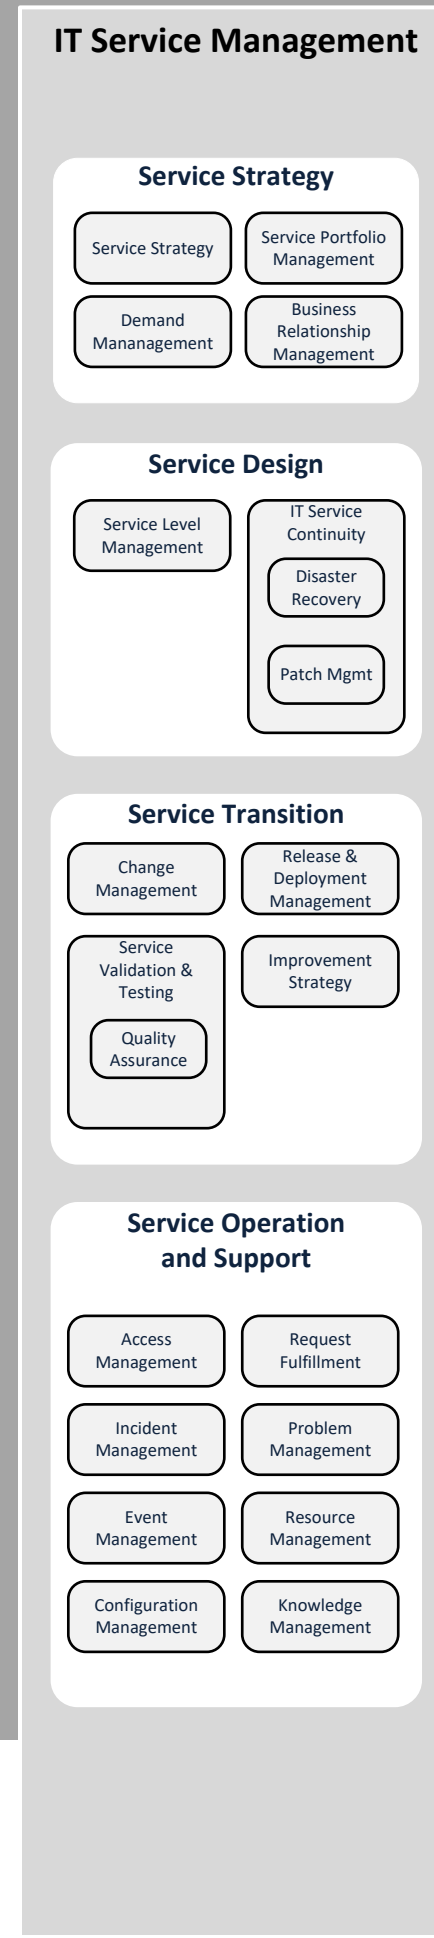 IT Service Management
Service Strategy
Service Strategy
Service Portfolio
Management
Demand
Mananagement
Business
Relationship
Management
Service Design
Service Level
Management
IT Service
Continuity
Disaster
Recovery
Patch Mgmt
Service Transition
Change
Management
Release &
Deployment
Management
Service
Validation &
Testing
Quality
Assurance
Improvement
Strategy
Service Operation
and Support
Access
Management
Request
Fulfillment
Incident
Management
Problem
Management
Event
Management
Resource
Management
Configuration
Management
Knowledge
Management